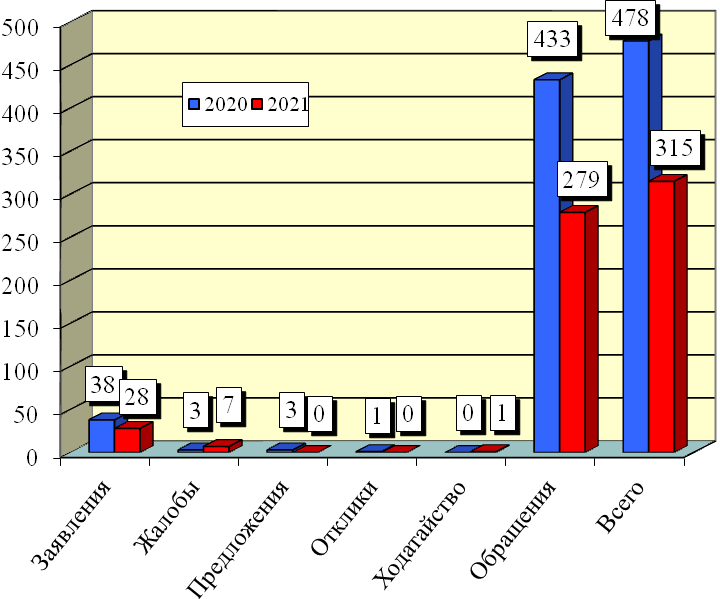 500
450
400
350
300
250
200
150
100
50
0
2020 2021
38 28
3 7
3 0
1 0
0 1
433 279
478 315
Заявления
Жалобы
Предложения
Отклики
Ходатайство
Обращения
Всего